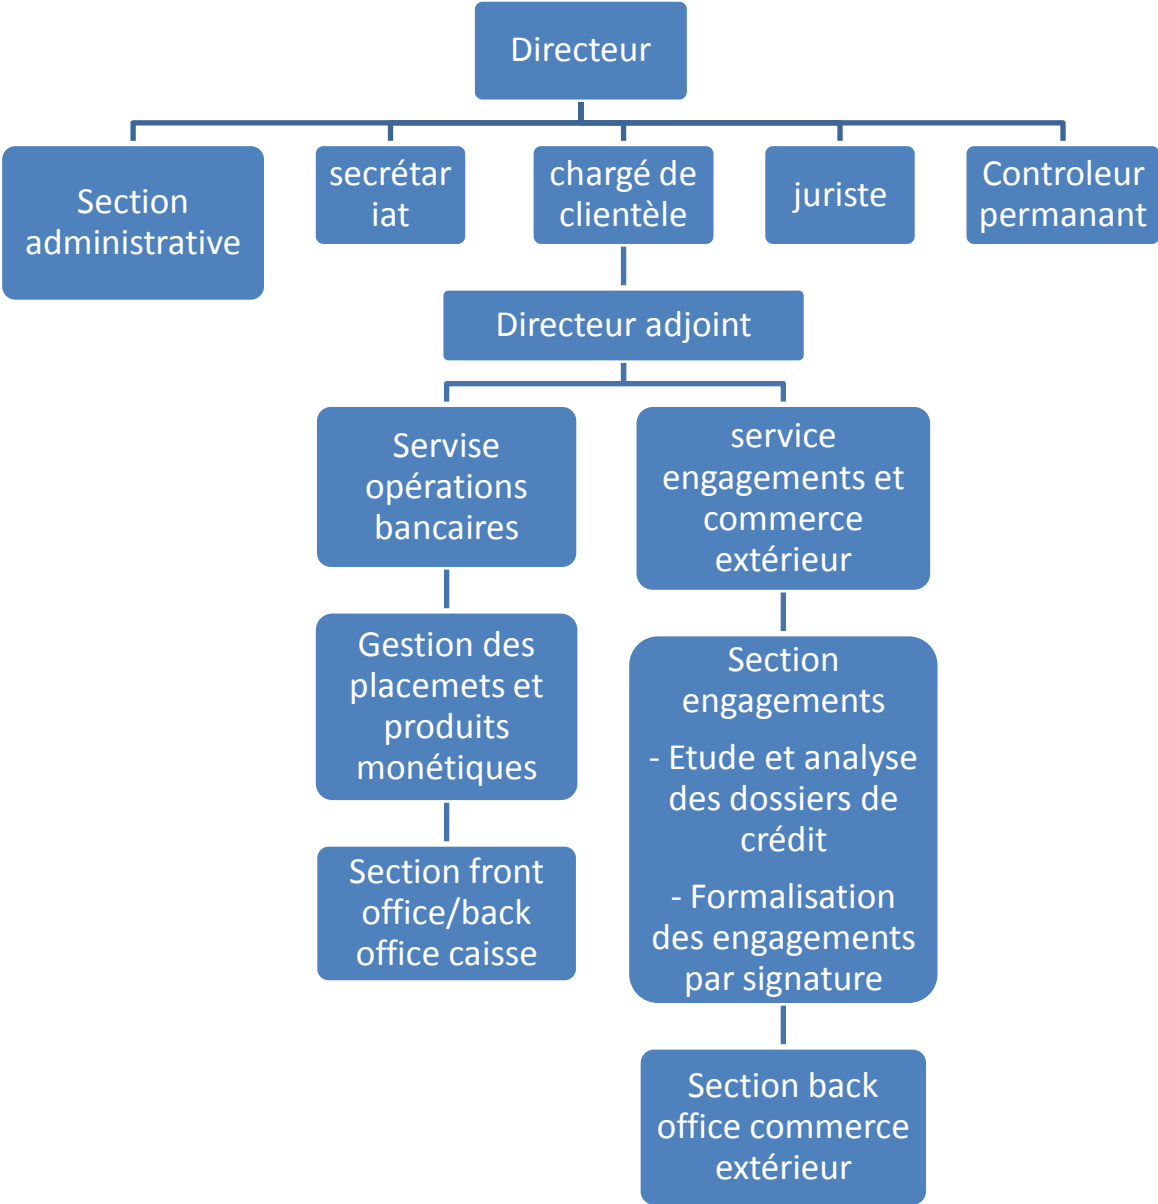 Directeur
Section
administrative
secrétar
iat
chargé de
clientèle
juriste
Controleur
permanant
Directeur adjoint
Servise
opérations
bancaires
service
engagements et
commerce
extérieur
Gestion des
placemets et
produits
monétiques
Section
engagements
- Etude et analyse
des dossiers de
crédit
- Formalisation
des engagements
par signature
Section front
office/back
office caisse
Section back
office commerce
extérieur